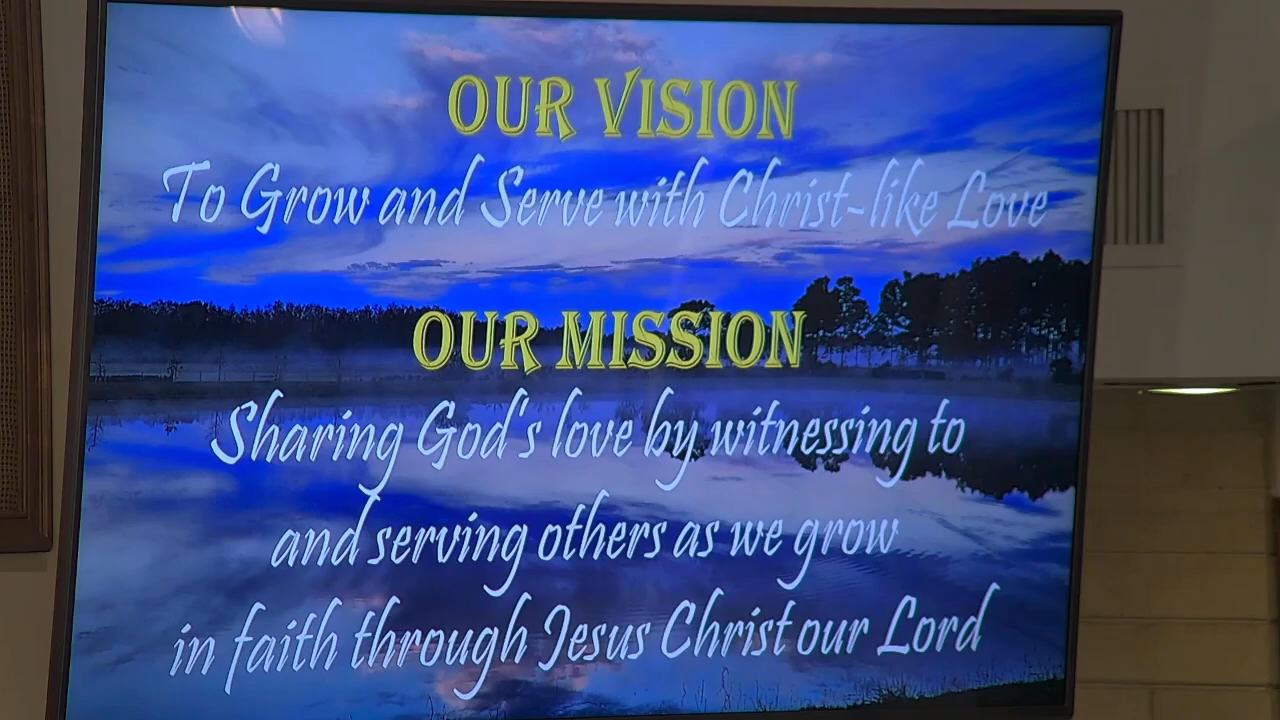 OUR VISION
To Grow and Serve with Christ-like Love
OUR MISSION
Sharing God's love by witnessing to
and serving others as we grow
in faith through Jesus Christ our Lord